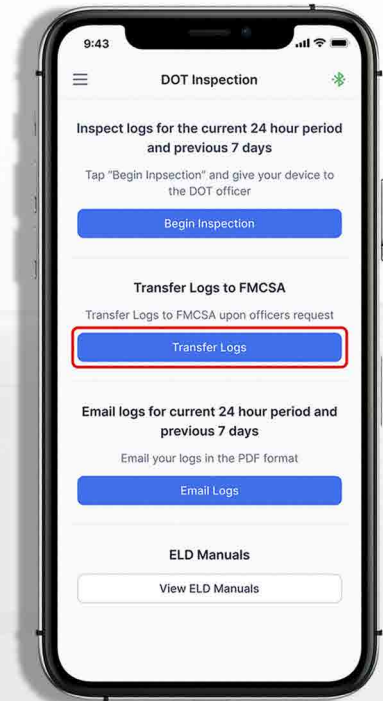 9:43
DOT Inspection
Inspect logs for the current 24 hour period
and previous 7 days
Tap "Begin Inpsection" and give your device to
the DOT officer
Begin Inspection
Transfer Logs to FMCSA
Transfer Logs to FMCSA upon officers request
Transfer Logs
Email logs for current 24 hour period and
previous 7 days
Email your logs in the PDF format
Email Logs
ELD Manuals
View ELD Manuals